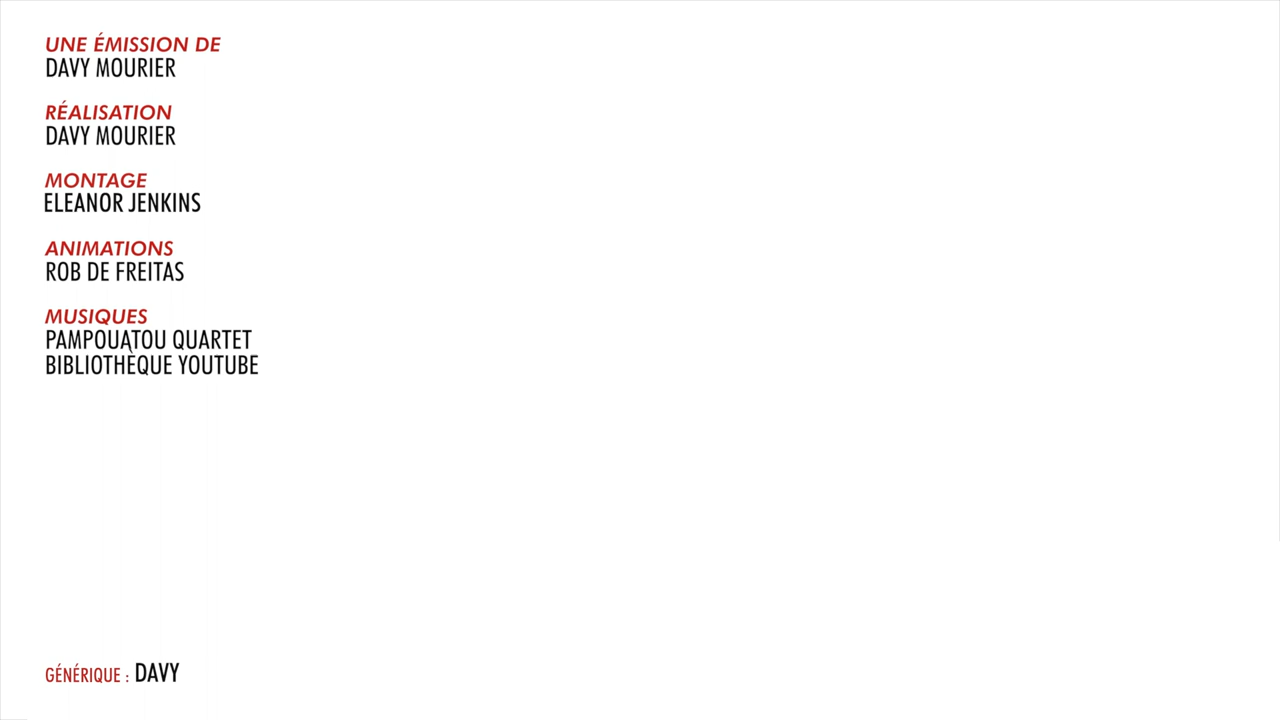 UNE ÉMISSION DE
DAVY MOURIER
RÉALISATION
DAVY MOURIER
MONTAGE
ELEANOR JENKINS
ANIMATIONS
ROB DE FREITAS
MUSIQUES
PAMPOUATOU QUARTET
BIBLIOTHÈQUE YOUTUBE
GÉNÉRIQUE : DAVY